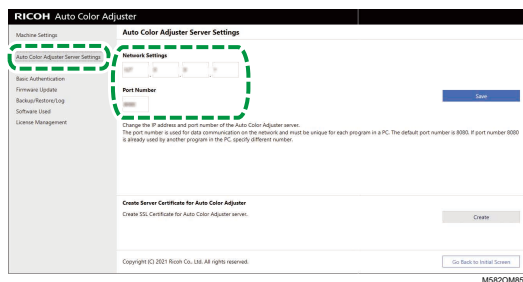 RICOH Auto Color Adjuster
Machine Settings
Auto Color Adjuster Server Settings
Basic Authentication
Firmware Update
Backup/Restore/Log
Software Used
License Management
Auto Color Adjuster Server Settings
Network Settings
Port Number
Save
Change the IP address and port number of the Auto Color Adjuster server.
The port number is used for data communication on the network and must be unique for each program in a PC. The default port number is 8080. If port number 8080
is already used by another program in the PC, specify different number.
Create Server Certificate for Auto Color Adjuster
Create SSL Certificate for Auto Color Adjuster server.
Create
Copyright (C) 2021 Ricoh Co., Ltd. All rights reserved.
Go Back to Initial Screen
M582OM85